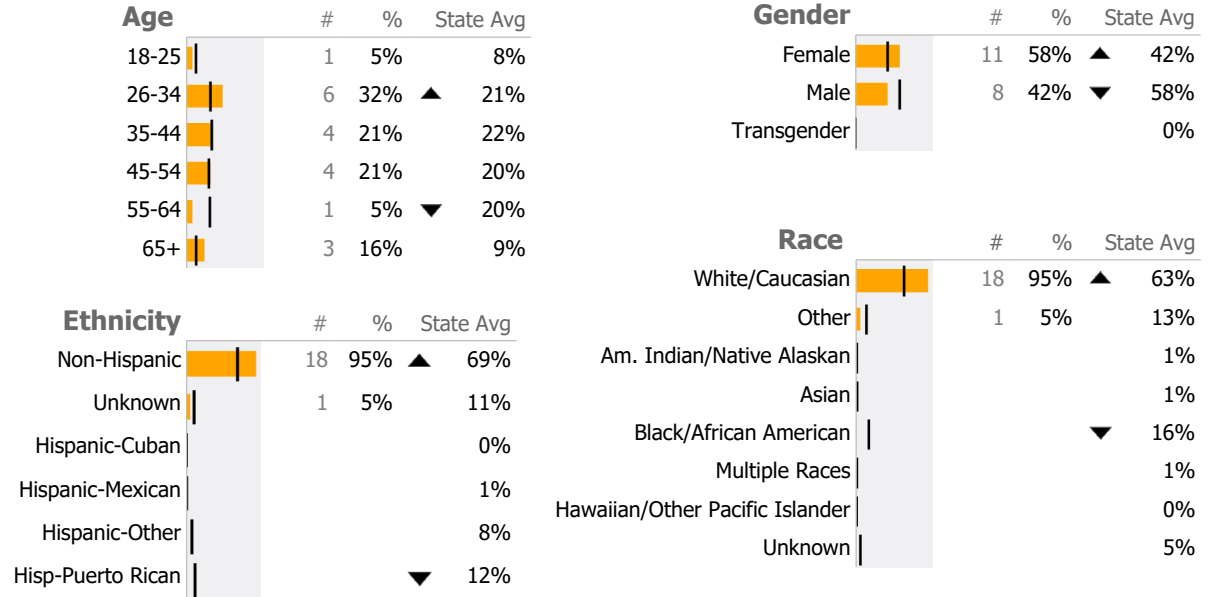 Age # % State Avg
18-25 1 5% 8%
26-34 6 32% ▲ 21%
35-44 4 21% 22%
45-54 4 21% 20%
55-64 1 5% ▼ 20%
65+ 3 16% 9%
Ethnicity # % State Avg
Non-Hispanic 18 95% ▲ 69%
Unknown 1 5% 11%
Hispanic-Cuban 0%
Hispanic-Mexican 1%
Hispanic-Other 8%
Hisp-Puerto Rican ▼ 12%
Gender # % State Avg
Female 11 58% ▲ 42%
Male 8 42% ▼ 58%
Transgender 0%
Race # % State Avg
White/Caucasian 18 95% ▲ 63%
Other 1 5% 13%
Am. Indian/Native Alaskan 1%
Asian 1%
Black/African American ▼ 16%
Multiple Races 1%
Hawaiian/Other Pacific Islander 0%
Unknown 5%